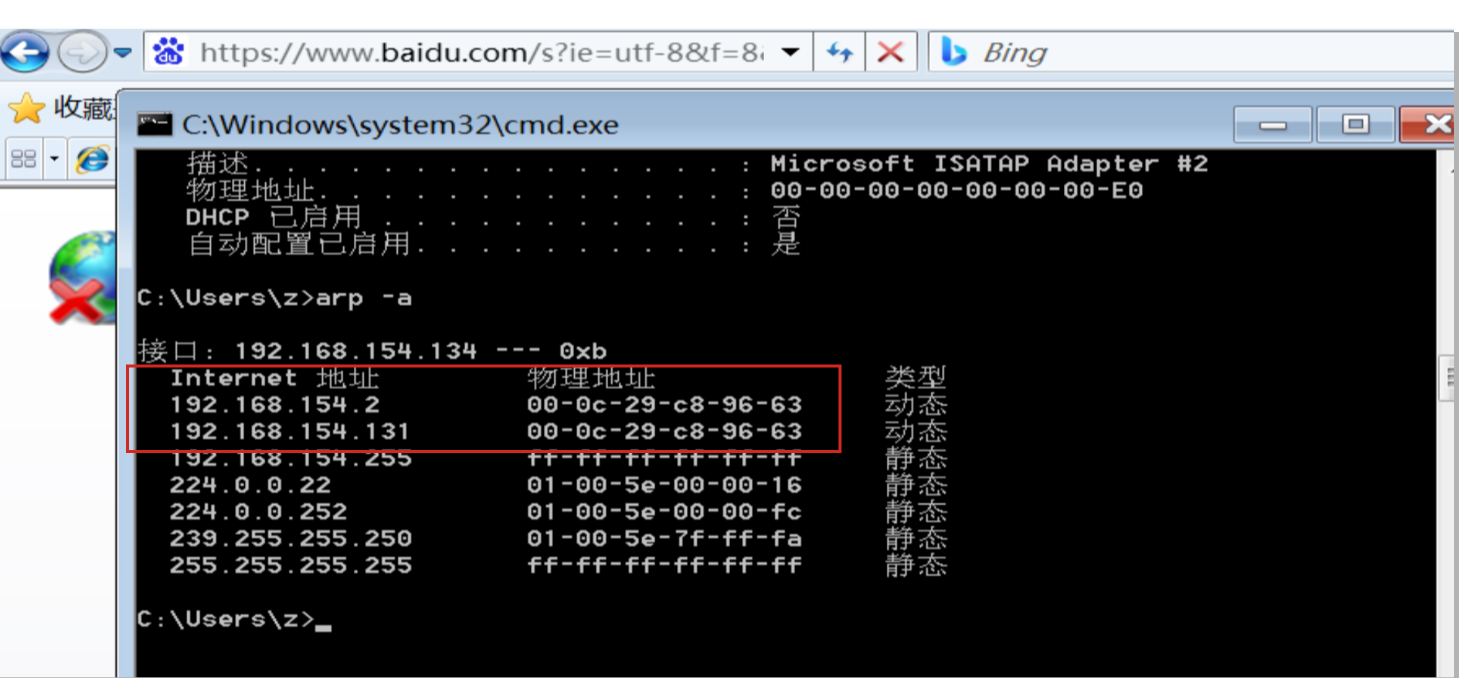 https://www.baidu.com/s?ie=utf-8&f=8
Bing
收藏
C:\Windows\system32\cmd.exe
描述. . . . . . . . . . . . . . . : Microsoft ISATAP Adapter #2
物理地址. . . . . . . . . . . . . : 00-00-00-00-00-00-00-E0
DHCP 已启用 . . . . . . . . . . . : 否
自动配置已启用. . . . . . . . . . : 是
C:\Users\z>arp -a
接口: 192.168.154.134 --- 0xb
Internet 地址 物理地址 类型
192.168.154.2 00-0c-29-c8-96-63 动态
192.168.154.131 00-0c-29-c8-96-63 动态
192.168.154.255 ff-ff-ff-ff-ff-ff 静态
224.0.0.22 01-00-5e-00-00-16 静态
224.0.0.252 01-00-5e-00-00-fc 静态
239.255.255.250 01-00-5e-7f-ff-fa 静态
255.255.255.255 ff-ff-ff-ff-ff-ff 静态
C:\Users\z>_